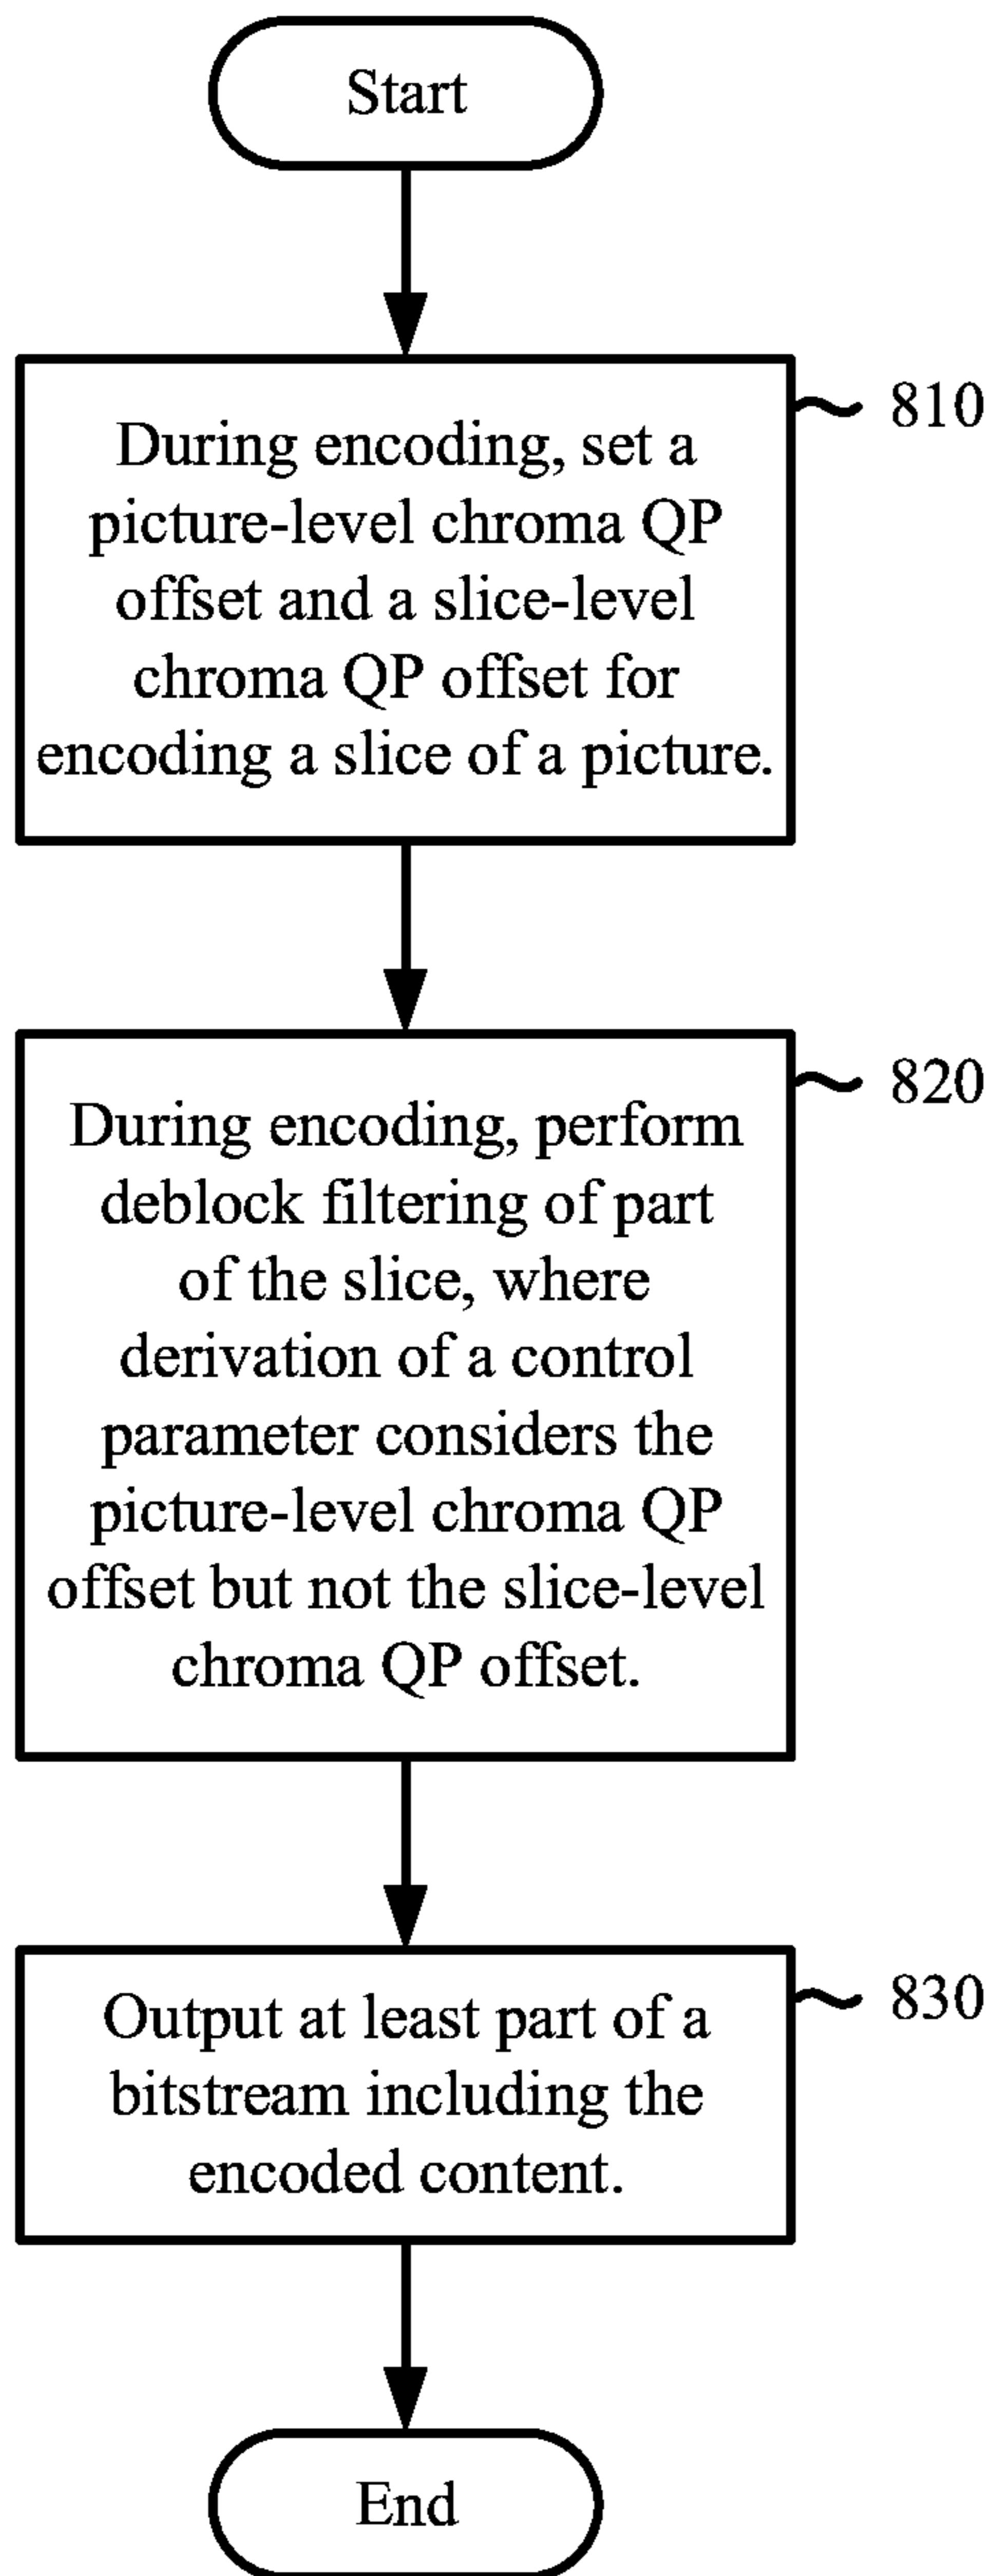 Start
810
During encoding, set a
picture-level chroma QP
offset and a slice-level
chroma QP offset for
encoding a slice of a picture.
820
During encoding, perform
deblock filtering of part
of the slice, where
derivation of a control
parameter considers the
picture-level chroma QP
offset but not the slice-level
chroma QP offset.
830
Output at least part of a
bitstream including the
encoded content.
End